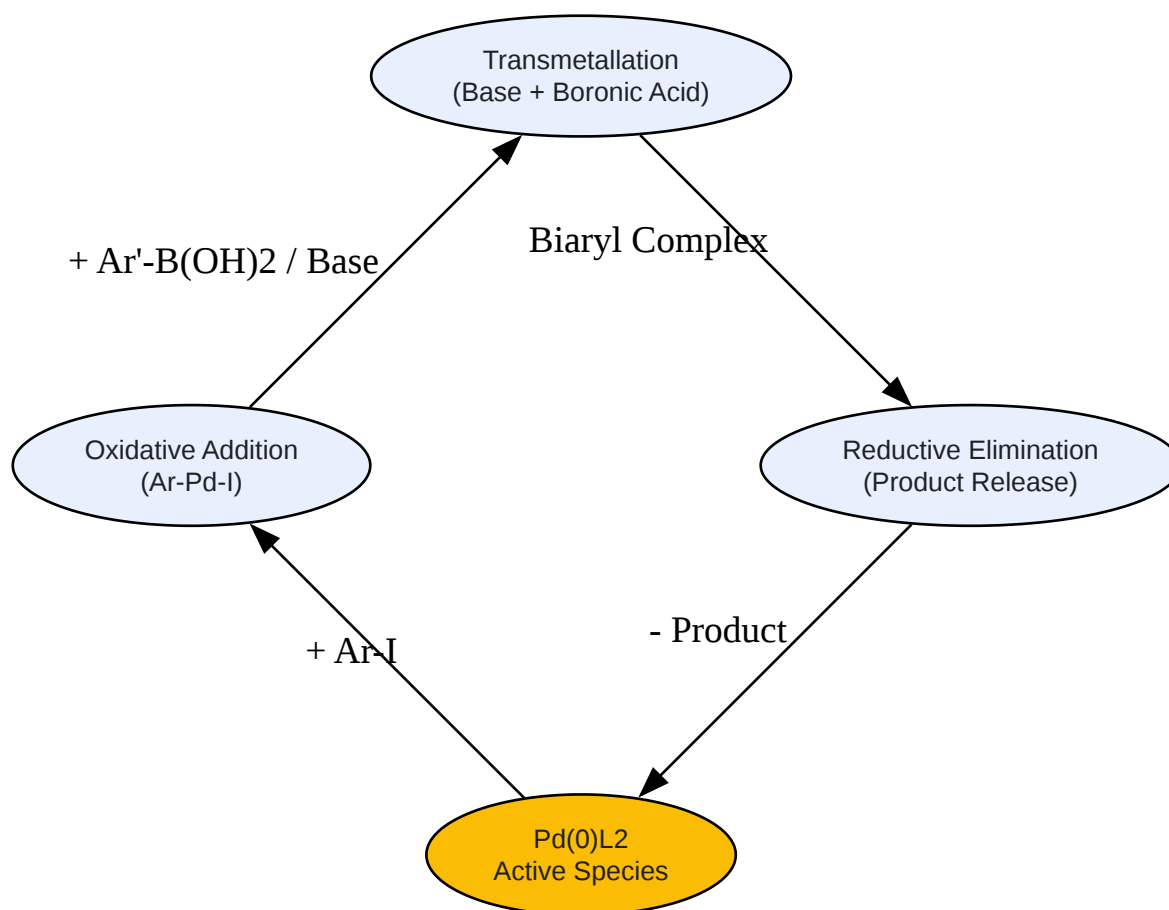 Transmetallation
(Base + Boronic Acid)
Biaryl Complex
+ Ar'-B(OH)2 / Base
Oxidative Addition
(Ar-Pd-I)
Reductive Elimination
(Product Release)
- Product
+ Ar-I
Pd(0)L2
Active Species